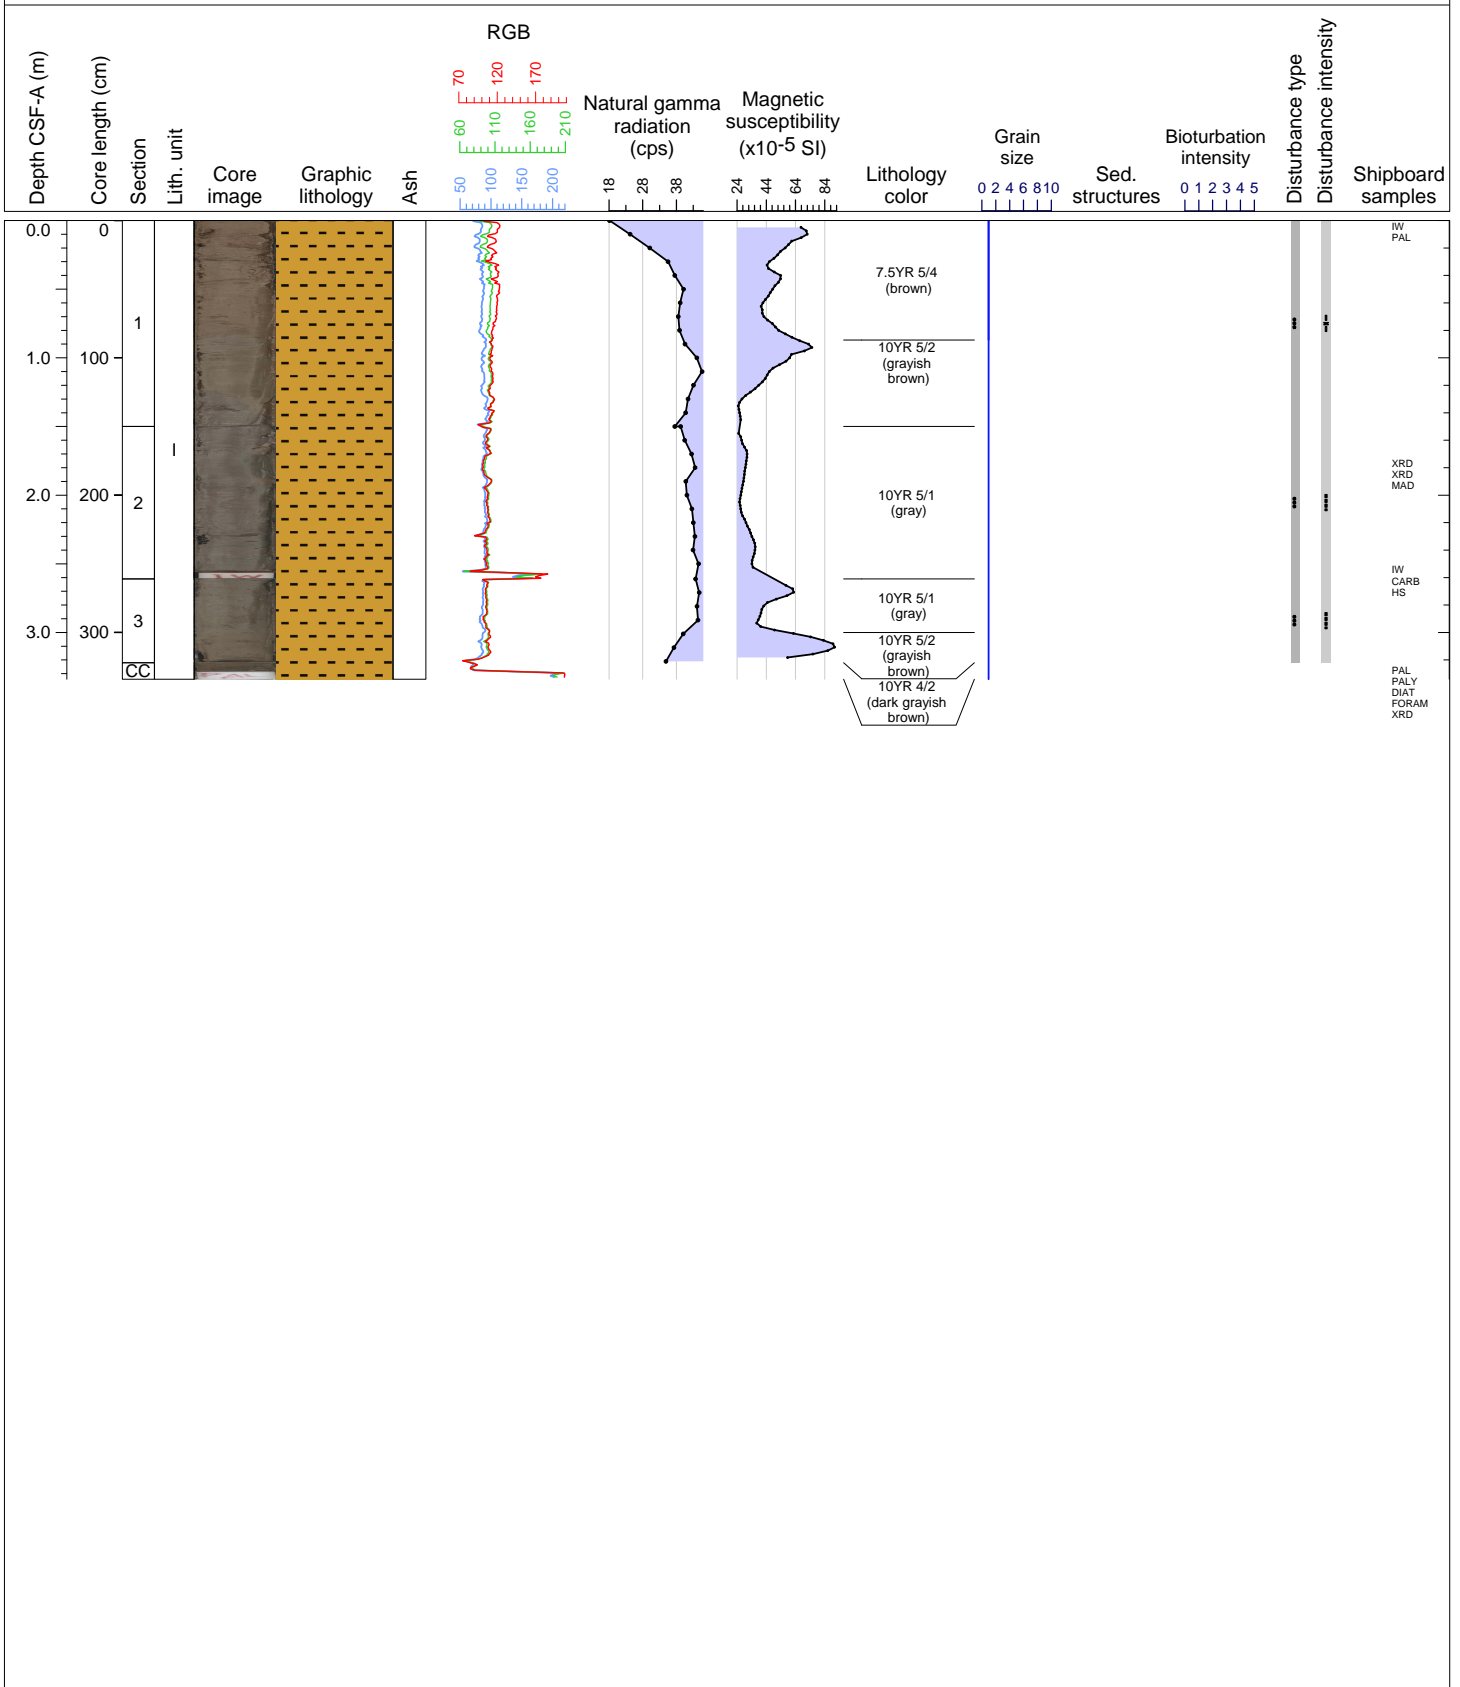 RGB
70 120 170
60 110 160 210
50 100 150 200
Depth CSF-A (m)
Core length (cm)
Section
Lith. unit
Core
image
Graphic
lithology
Ash
Natural gamma
radiation
(cps)
18 28 38
Magnetic
susceptibility
(x10-5 SI)
24 44 64 84
Lithology
color
Grain
size
0 2 4 6 8 10
Sed.
structures
Bioturbation
intensity
0 1 2 3 4 5
Disturbance type
Disturbance intensity
Shipboard
samples
0.0
1.0
2.0
3.0
0
100
200
300
1
2
3
CC
I
7.5YR 5/4
(brown)
10YR 5/2
(grayish
brown)
10YR 5/1
(gray)
10YR 5/1
(gray)
10YR 5/2
(grayish
brown)
10YR 4/2
(dark grayish
brown)
IW
PAL
XRD
XRD
MAD
IW
CARB
HS
PAL
PALY
DIAT
FORAM
XRD